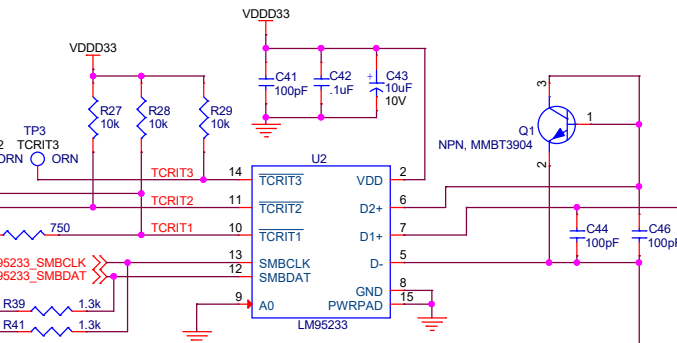 VDDD33
VDDD33
C41
100pF
C42
.1uF
+
C43
10uF
10V
R27
10k
R28
10k
R29
10k
3
1
Q1
NPN, MMBT3904
2
TP3
TCRIT3
ORN
ORN
U2
TCRIT3
14
TCRIT3
VDD
2
TCRIT2
11
TCRIT2
D2+
6
TCRIT1
10
TCRIT1
D1+
7
750
C44
100pF
C46
100pF
95233_SMBCLK
13
SMBCLK
D-
5
95233_SMBDAT
12
SMBDAT
GND
8
9
A0
PWRPAD
15
R39
1.3k
R41
1.3k
LM95233